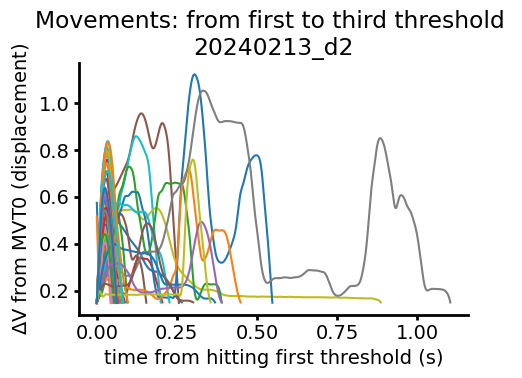 Movements: from first to third threshold
20240213_d2
ΔV from MVT0 (displacement)
1.0
0.8
0.6
0.4
0.2
0.00 0.25 0.50 0.75 1.00
time from hitting first threshold (s)